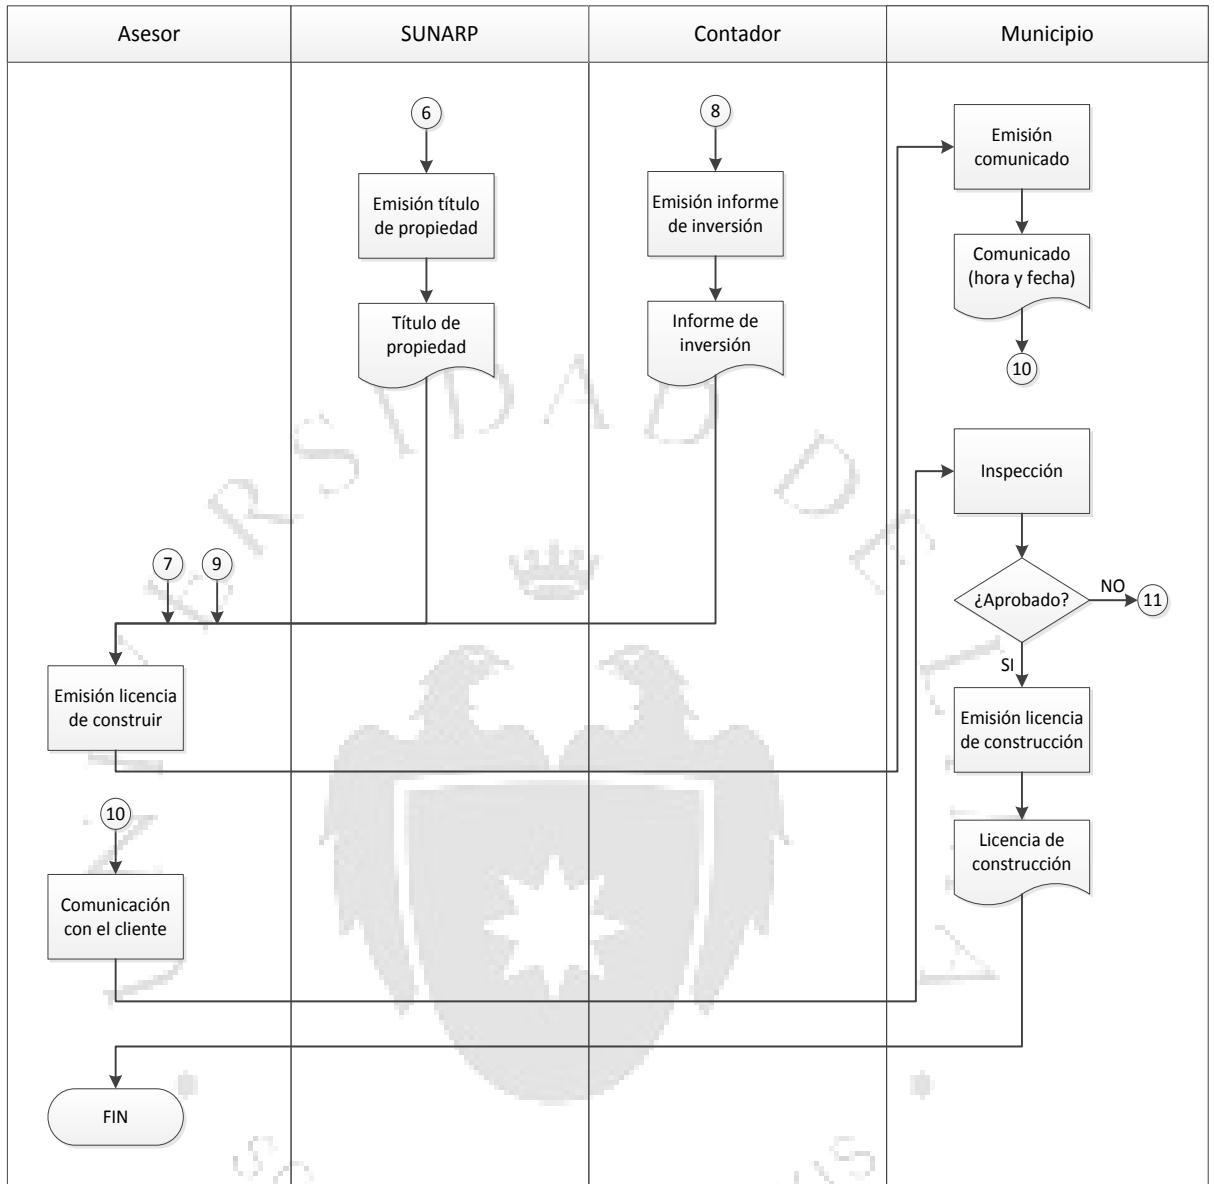 Asesor
SUNARP
Contador
Municipio
6
8
Emisión
comunicado
Emisión título
de propiedad
Emisión informe
de inversión
Comunicado
(hora y fecha)
Título de
propiedad
Informe de
inversión
10
Inspección
7
9
¿Aprobado?
NO
11
SI
Emisión licencia
de construir
Emisión licencia
de construcción
10
Licencia de
construcción
Comunicación
con el cliente
FIN